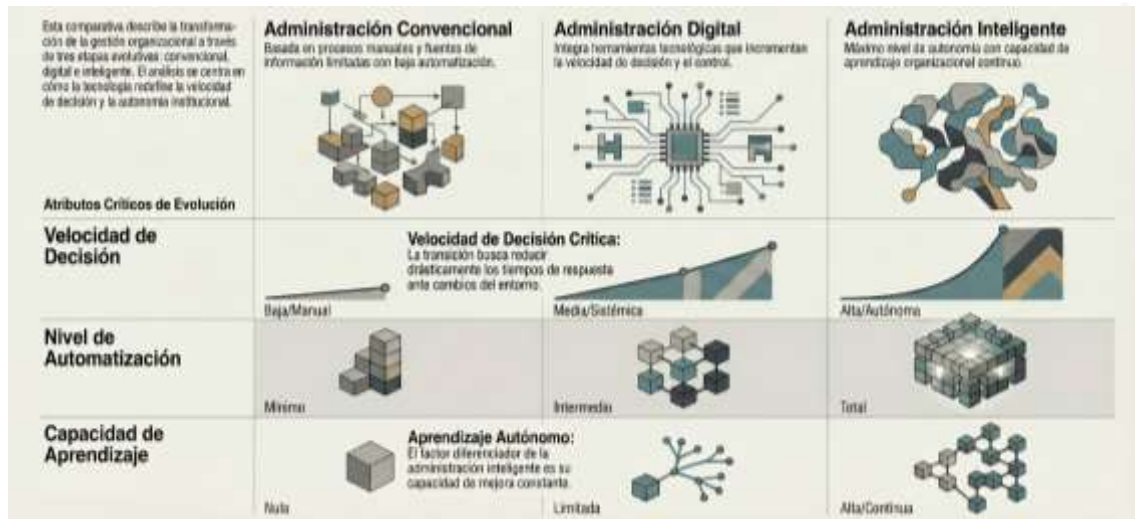 Esta comparativa describe la transforma-
ción de la gestión organizacional a través
de tres etapas evolutivas: convencional,
digital e inteligente. El análisis se centra en
cómo la tecnología redefine la velocidad
de decisión y la autonomía institucional.
Atributos Críticos de Evolución
Administración Convencional
Basada en procesos manuales y fuentes de
información limitadas con baja automatización.
Administración Digital
Integra herramientas tecnológicas que incrementan
la velocidad de decisión y el control.
Administración Inteligente
Máximo nivel de autonomía con capacidad de
aprendizaje organizacional continuo.
Velocidad de
Decisión
Baja/Manual
Velocidad de Decisión Crítica:
La transición busca reducir
drásticamente los tiempos de respuesta
ante cambios del entorno.
Media/Sistémica
Alta/Autónoma
Nivel de
Automatización
Mínimo
Intermedio
Total
Capacidad de
Aprendizaje
Nula
Aprendizaje Autónomo:
El factor diferenciador de la
administración inteligente es su
capacidad de mejora constante.
Limitada
Alta/Continua